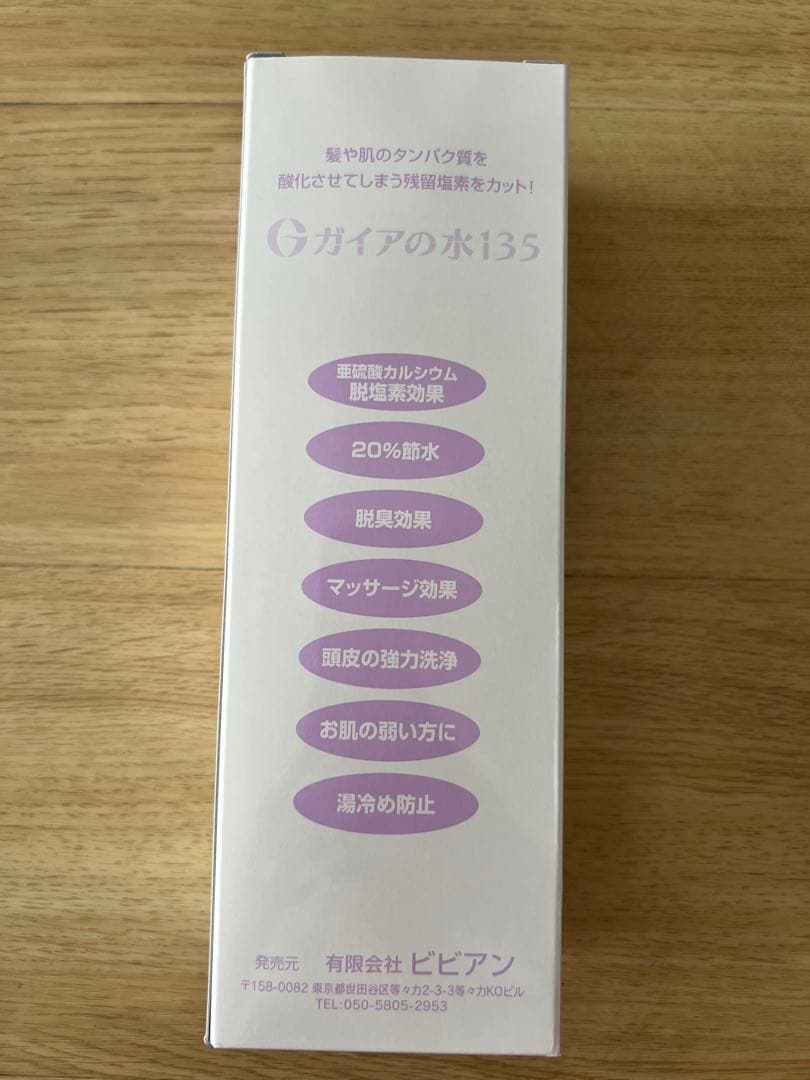 髪や肌のタンパク質を
酸化させてしまう残留塩素をカット!
ガイアの水135
亜硫酸カルシウム
脱塩素効果
20%節水
脱臭効果
マッサージ効果
頭皮の強力洗浄
お肌の弱い方に
湯冷め防止
発売元 有限会社 ビビアン
〒158-0082 東京都世田谷区等々力2-3-3等々力KOビル
TEL:050-5805-2953